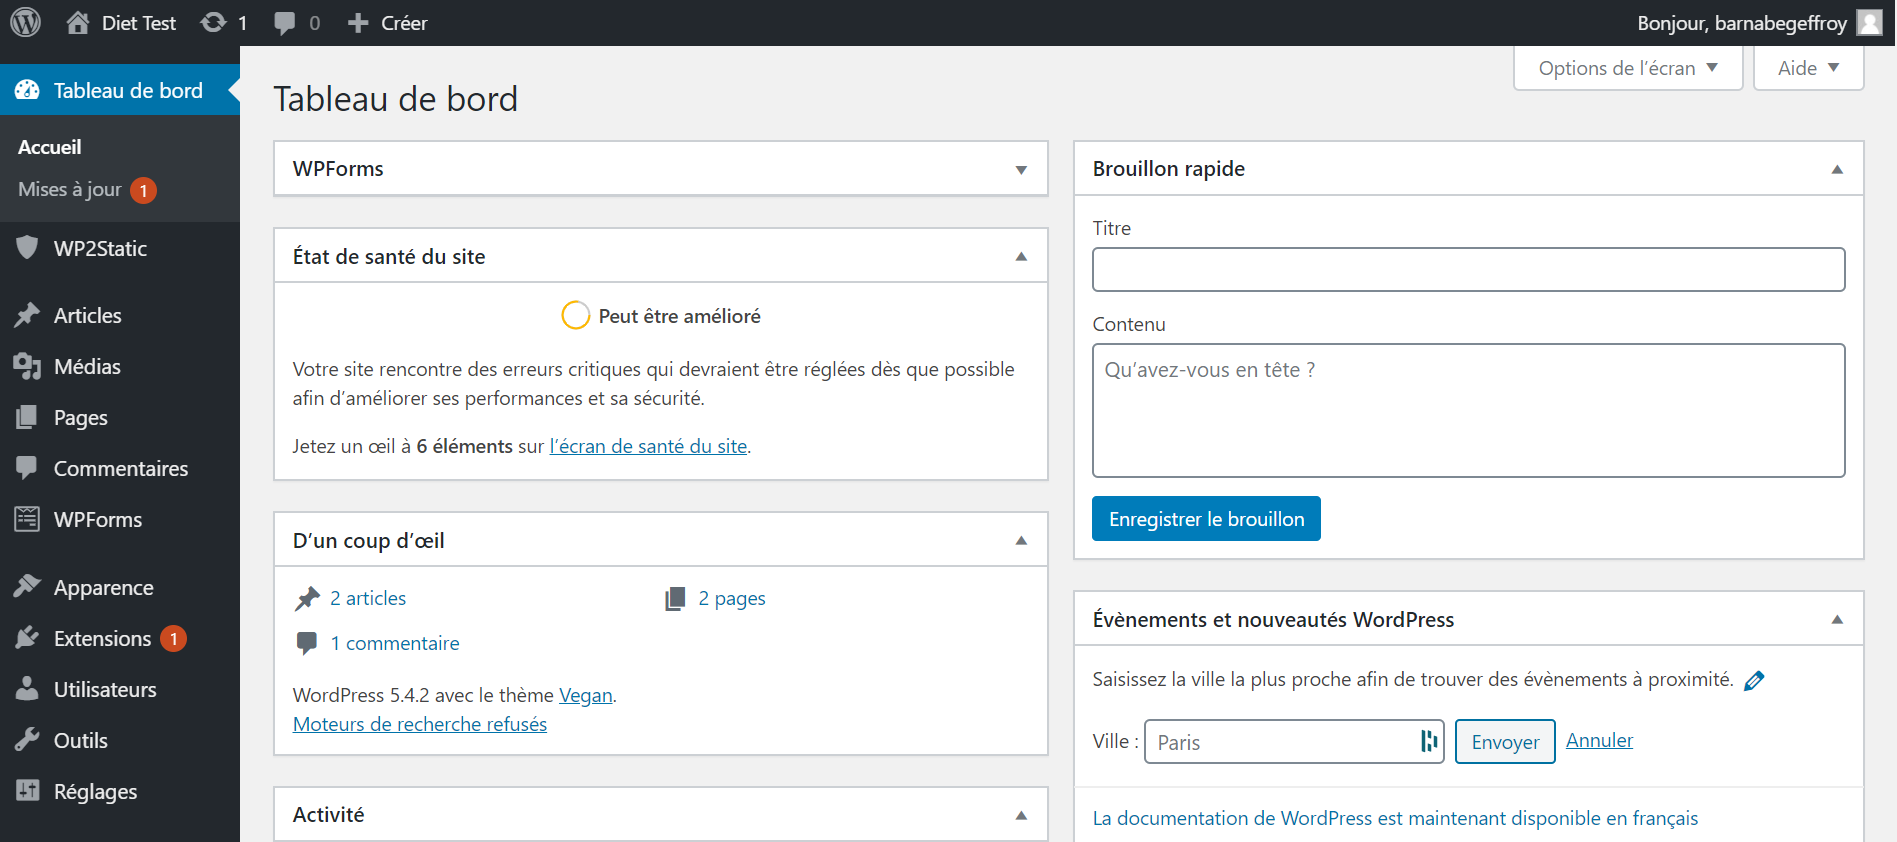 Diet Test
1
0
Créer
Bonjour, barnabegeffroy
Tableau de bord
Accueil
Mises à jour 1
WP2Static
Articles
Médias
Pages
Commentaires
WPForms
Apparence
Extensions 1
Utilisateurs
Outils
Réglages
Options de l’écran
Aide
Tableau de bord
WPForms
État de santé du site
Peut être amélioré
Votre site rencontre des erreurs critiques qui devraient être réglées dès que possible
afin d’améliorer ses performances et sa sécurité.
Jetez un œil à 6 éléments sur l’écran de santé du site.
D’un coup d’œil
2 articles
2 pages
1 commentaire
WordPress 5.4.2 avec le thème Vegan.
Moteurs de recherche refusés
Activité
Brouillon rapide
Titre
Contenu
Qu’avez-vous en tête ?
Enregistrer le brouillon
Évènements et nouveautés WordPress
Saisissez la ville la plus proche afin de trouver des évènements à proximité.
Ville : Paris Envoyer Annuler
La documentation de WordPress est maintenant disponible en français